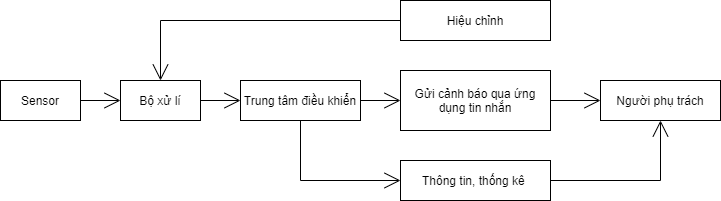 Hiệu chỉnh
Sensor
Bộ xử lí
Trung tâm điều khiển
Gửi cảnh báo qua ứng
dụng tin nhắn
Người phụ trách
Thông tin, thống kê